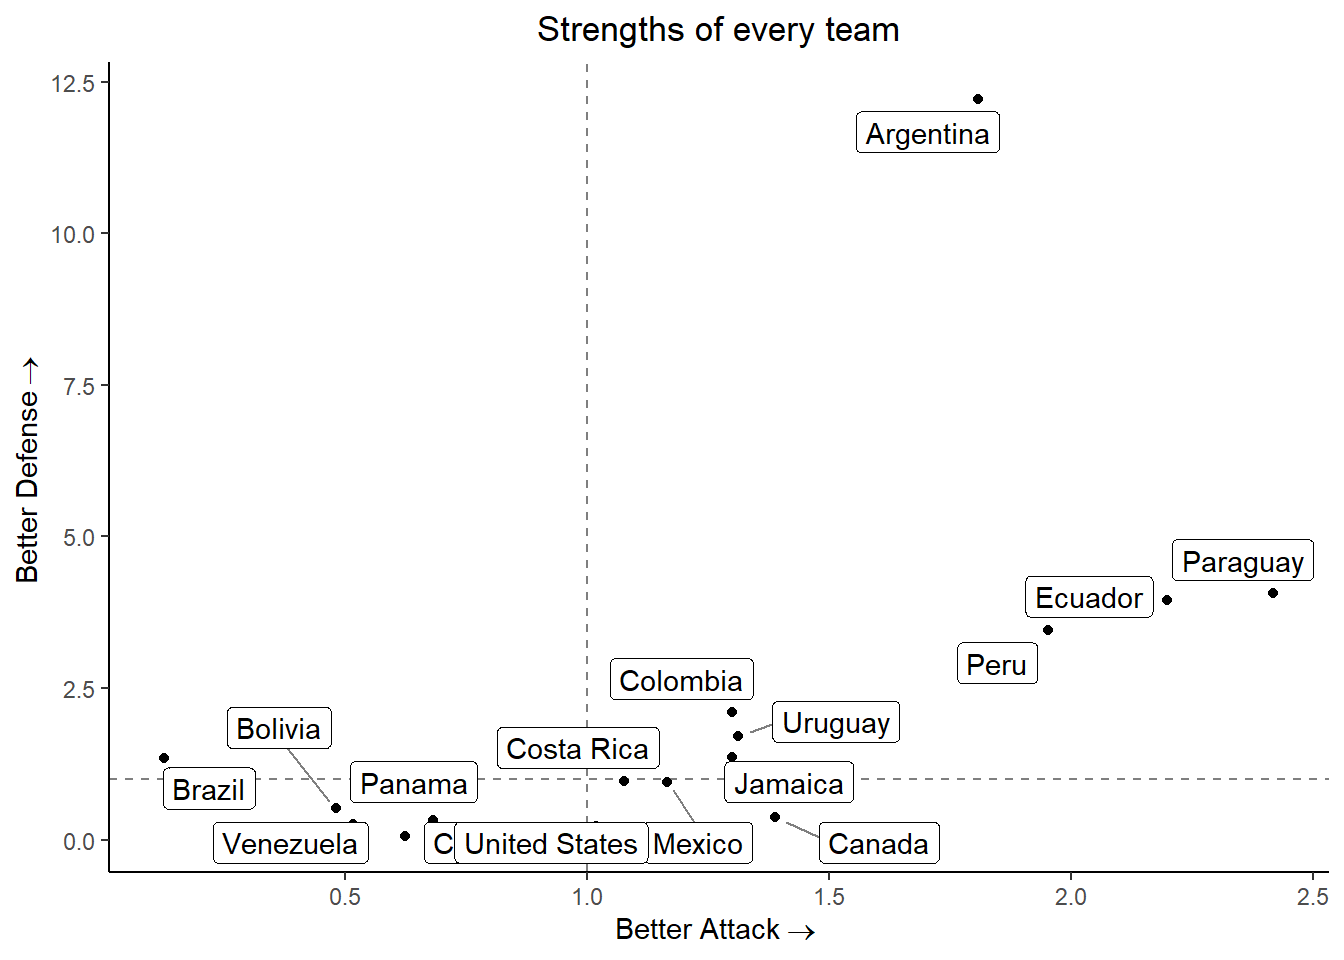 Strengths of every team
12.5
Argentina
10.0
7.5
Better Defense →
5.0
Paraguay
Ecuador
Peru
2.5
Colombia
Uruguay
Bolivia
Costa Rica
Brazil
Panama
Jamaica
0.0
Venezuela
C
United States
Mexico
Canada
0.5
1.0
1.5
2.0
2.5
Better Attack →